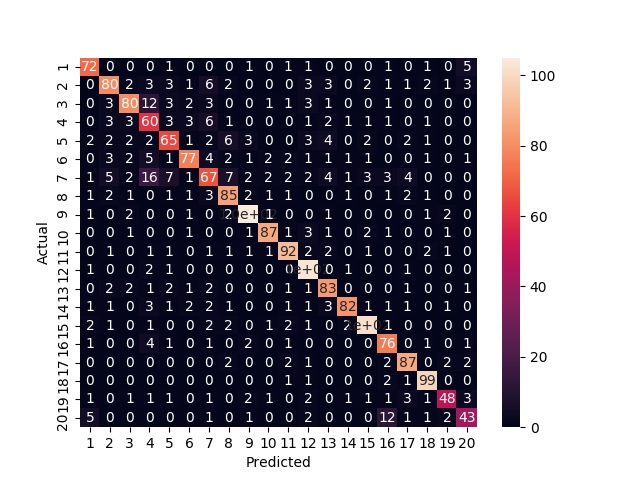 1 72 0 0 0 1 0 0 0 1 0 1 1 0 0 0 1 0 1 0 5
2 0 80 2 3 3 1 6 2 0 0 0 3 3 0 2 1 1 2 1 3
3 0 3 80 12 3 2 3 0 0 1 1 3 1 0 0 1 0 0 0 0
4 0 3 3 60 3 3 6 1 0 0 0 1 2 1 1 1 0 1 0 0
5 2 2 2 2 65 1 6 3 0 0 3 4 0 2 0 2 1 0 0
6 0 3 2 5 1 77 4 2 1 2 2 1 1 1 1 0 0 1 0 1
7 1 5 2 16 7 1 67 7 2 2 2 2 4 1 3 3 4 0 0 0
8 1 2 1 0 1 1 3 85 2 1 1 0 0 1 0 1 2 1 0 0
9 0 0 0 2 0 1 0 2 1 0 0 1 0 0 1 0 1 0 2
10 0 0 0 0 0 0 0 0 1 87 1 3 1 0 2 1 0 0 1 0
11 0 1 0 1 1 0 1 1 1 1 92 2 2 0 1 0 0 2 1 0
12 1 0 0 2 1 0 0 0 0 0 0 0 1 0 0 1 0 0 0
13 0 2 2 1 2 1 2 0 0 0 1 1 83 0 0 0 0 0 0 1
14 1 1 0 3 1 2 2 1 0 0 1 1 3 82 1 1 1 0 1 0
15 2 1 0 1 0 0 2 2 0 1 2 1 0 2 1 0 0 1 0
16 1 0 0 4 1 0 1 0 2 0 1 0 0 0 0 76 1 0 0 1
17 0 0 0 0 0 0 0 2 0 0 2 1 0 0 0 2 87 0 2 2
18 0 0 0 0 0 0 0 0 0 0 1 1 0 0 0 2 1 99 0 0
19 1 0 1 1 1 0 1 0 2 1 0 2 0 1 1 1 3 1 48 3
20 5 0 0 0 0 1 0 1 1 0 0 2 0 0 0 12 1 1 2 43
1 2 3 4 5 6 7 8 9 10 11 12 13 14 15 16 17 18 19 20
Predicted
Actual
100
80
60
40
20
0